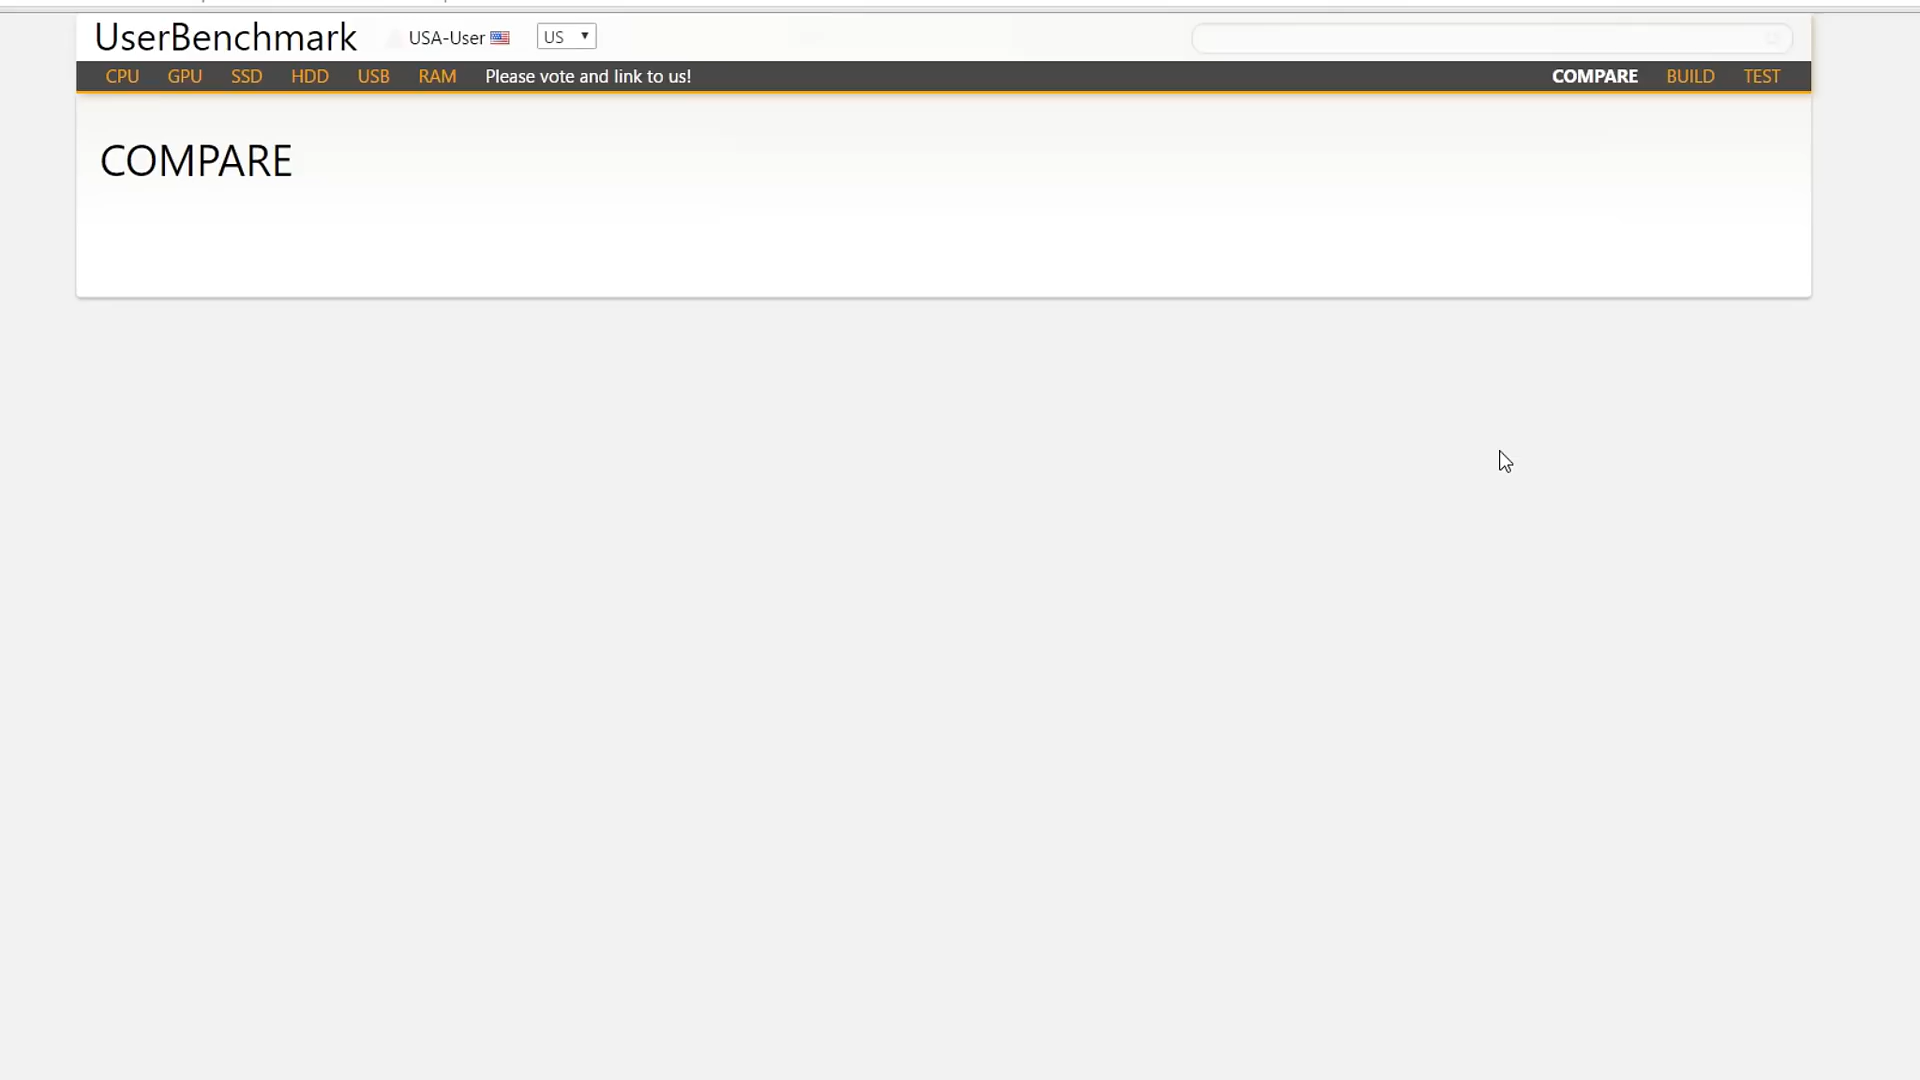 UserBenchmark USA-User US
CPU GPU SSD HDD USB RAM Please vote and link to us! COMPARE BUILD TEST
COMPARE